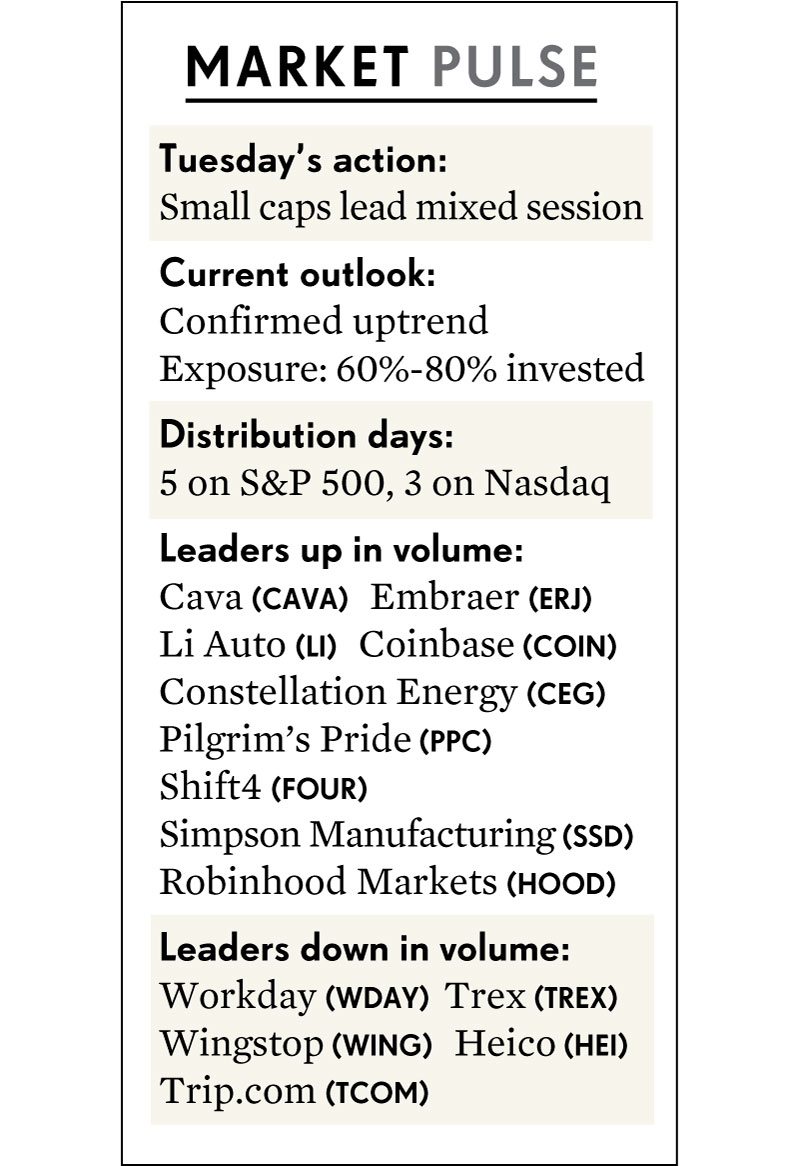 MARKET PULSE
Tuesday’s action:
Small caps lead mixed session
Current outlook:
Confirmed uptrend
Exposure: 60%-80% invested
Distribution days:
5 on S&P 500, 3 on Nasdaq
Leaders up in volume:
Cava (CAVA) Embraer (ERJ)
Li Auto (LI) Coinbase (COIN)
Constellation Energy (CEG)
Pilgrim’s Pride (PPC)
Shift4 (FOUR)
Simpson Manufacturing (SSD)
Robinhood Markets (HOOD)
Leaders down in volume:
Workday (WDAY) Trex (TREX)
Wingstop (WING) Heico (HEI)
Trip.com (TCOM)